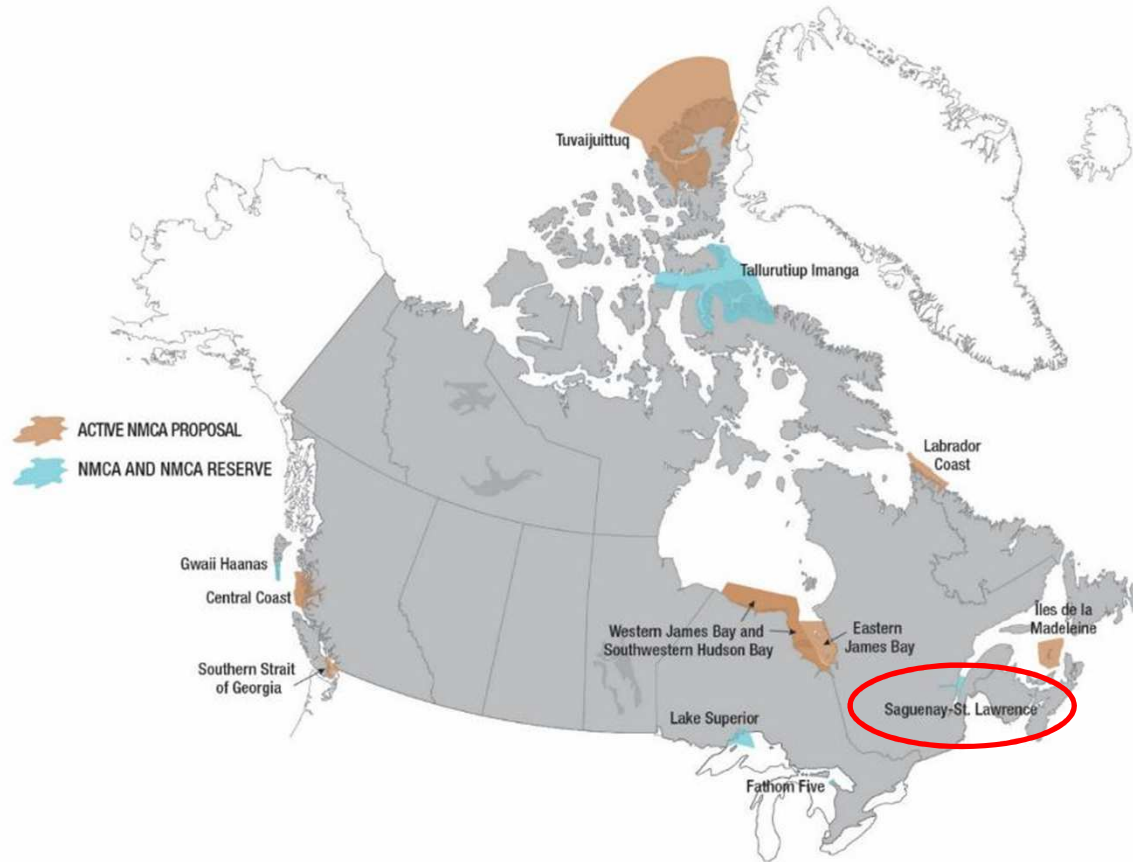 Tuvaijuittuq
Tallurutiup Imanga
ACTIVE NMCA PROPOSAL
NMCA AND NMCA RESERVE
Labrador
Coast
Gwaii Haanas
Central Coast
Îles de la
Madeleine
Western James Bay and
Southwestern Hudson Bay
Eastern
James Bay
Southern Strait
of Georgia
Saguenay-St. Lawrence
Lake Superior
Fathom Five